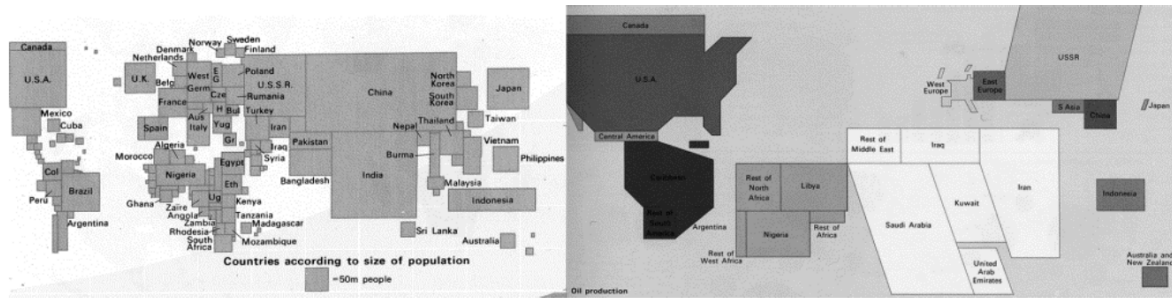 Canada
U.S.A.
Mexico
Cuba
Col
Peru
Brazil
Argentina
Norway
Sweden
Finland
Denmark
Netherlands
U.K.
Belg
West
Germ
E
G
Poland
U.S.S.R.
Cze
Rumania
France
Aus
Italy
H
Bul
Turkey
Yug
Gr
Spain
Morocco
Algeria
Nigeria
Ghana
Zaïre
Angola
Zambia
Rhodesia
South
Africa
Egypt
Eth
Ug
Kenya
Tanzania
Madagascar
Mozambique
Iran
Iraq
Syria
Pakistan
Bangladesh
India
China
Nepal
Burma
Thailand
North
Korea
South
Korea
Japan
Taiwan
Vietnam
Philippines
Malaysia
Indonesia
Sri Lanka
Australia
Countries according to size of population
=50m people
Canada
U.S.A.
Central America
Caribbean
Rest of
South
America
Argentina
West
Europe
East
Europe
USSR
S Asia
China
Japan
Rest of
Middle East
Iraq
Iran
Kuwait
Saudi Arabia
United
Arab
Emirates
Rest of
North
Africa
Libya
Nigeria
Rest of
Africa
Rest of
West Africa
Indonesia
Australia and
New Zealand
Oil production